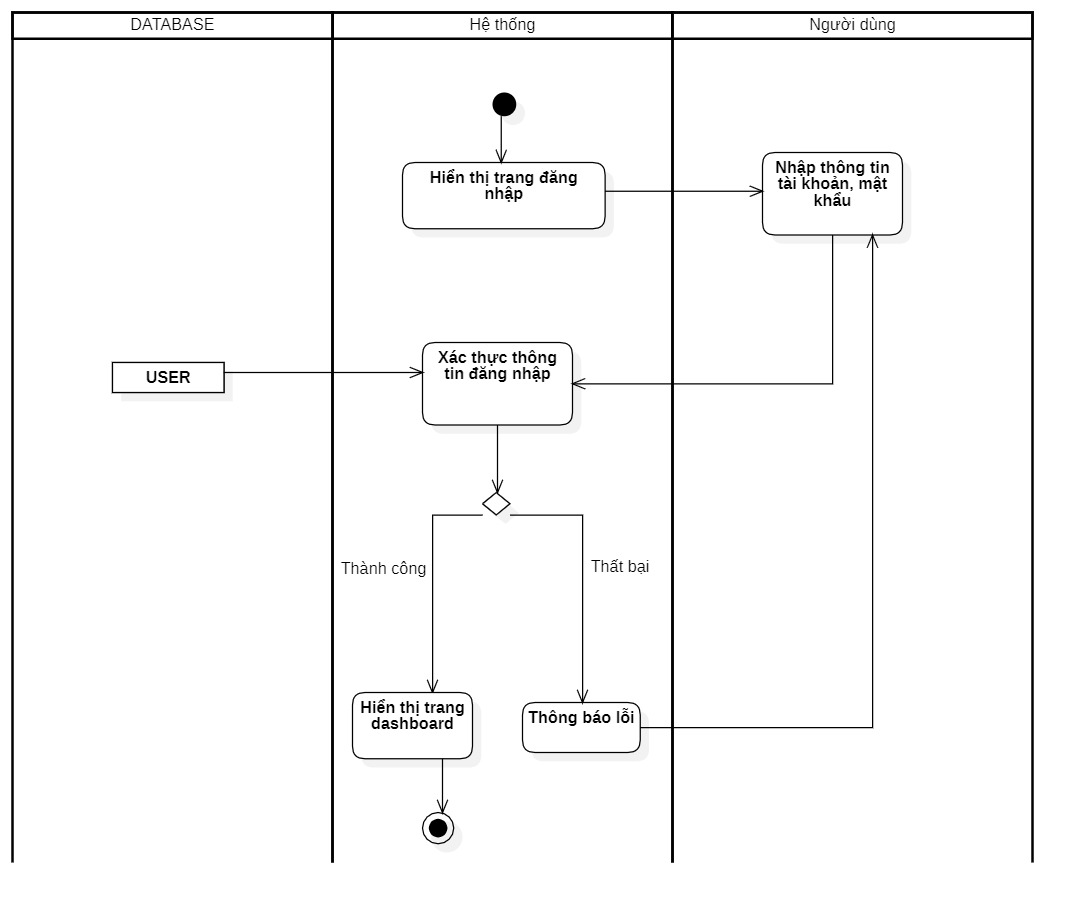 DATABASE
Hệ thống
Người dùng
Hiển thị trang đăng
nhập
Nhập thông tin
tài khoản, mật
khẩu
USER
Xác thực thông
tin đăng nhập
Thành công
Thất bại
Hiển thị trang
dashboard
Thông báo lỗi